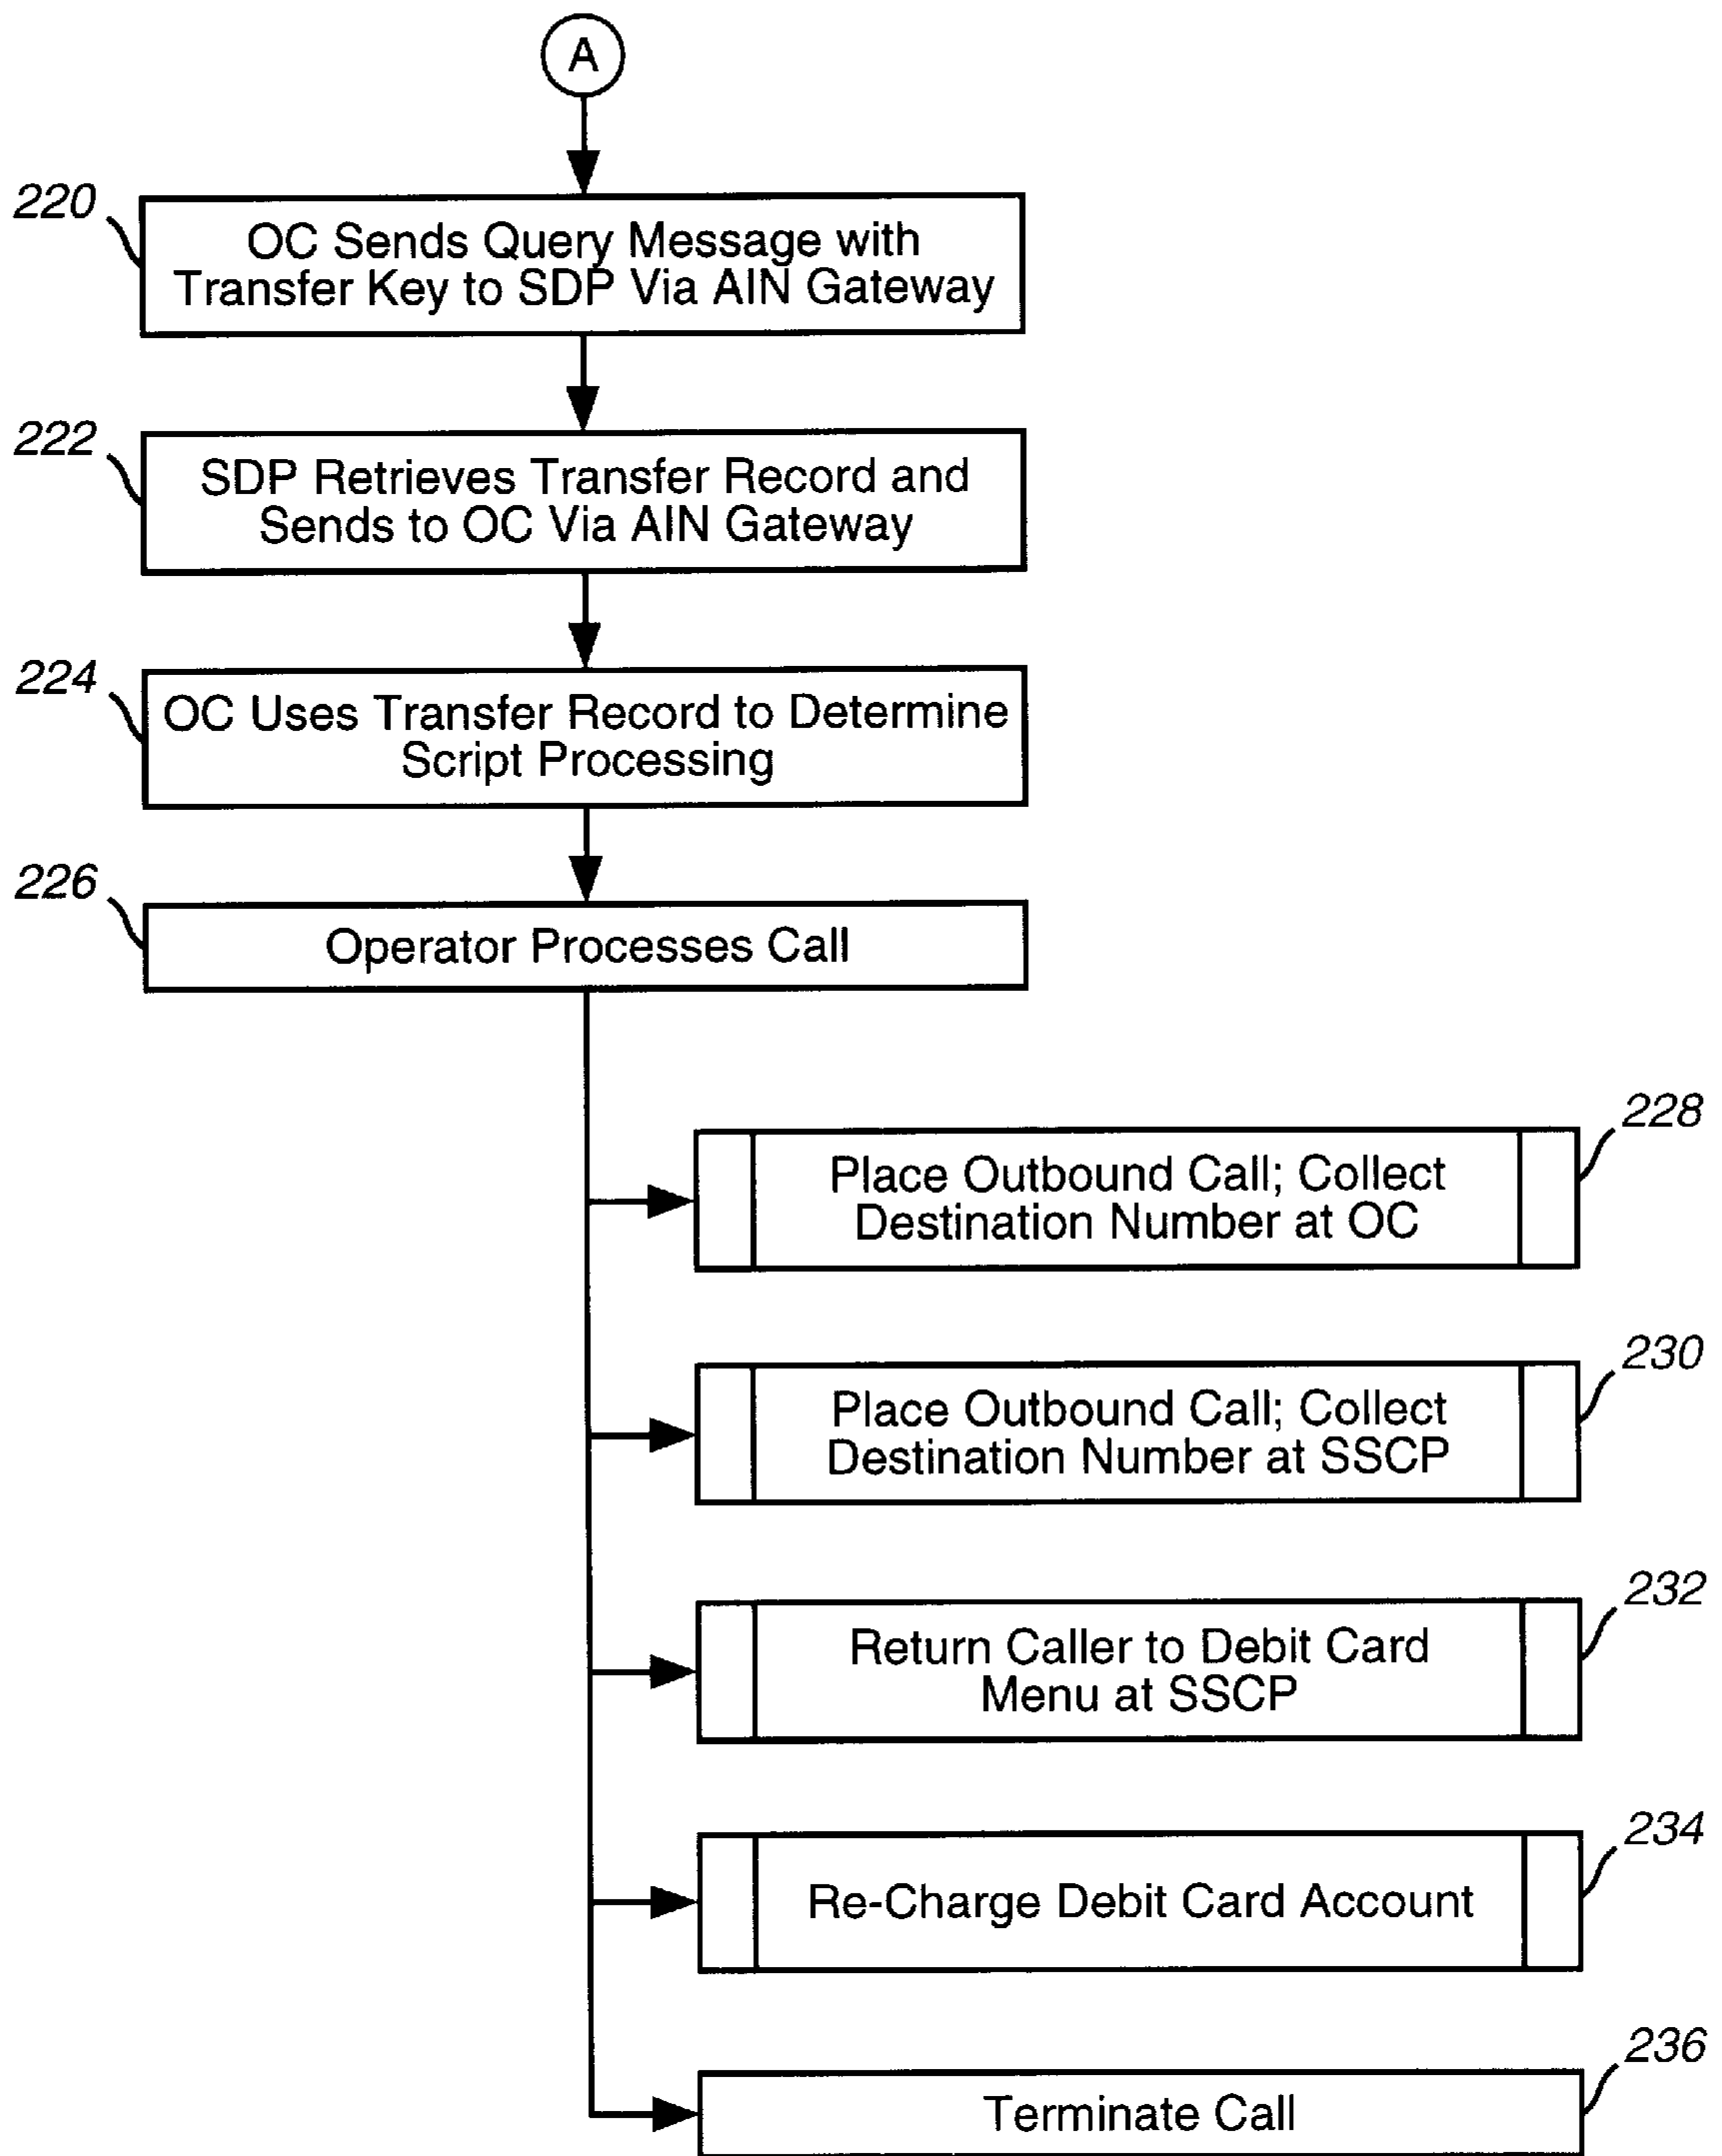 A
220
OC Sends Query Message with
Transfer Key to SDP Via AIN Gateway
222
SDP Retrieves Transfer Record and
Sends to OC Via AIN Gateway
224
OC Uses Transfer Record to Determine
Script Processing
226
Operator Processes Call
228
Place Outbound Call; Collect
Destination Number at OC
230
Place Outbound Call; Collect
Destination Number at SSCP
232
Return Caller to Debit Card
Menu at SSCP
234
Re-Charge Debit Card Account
236
Terminate Call